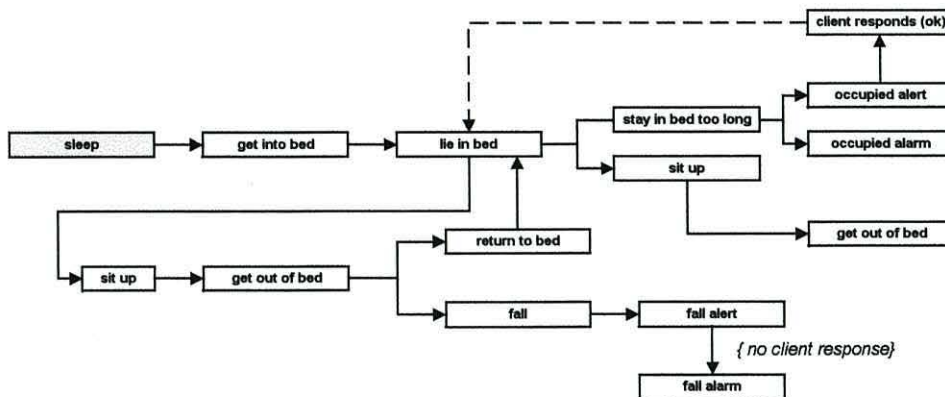 client responds (ok)
occupied alert
stay in bed too long
sleep
get into bed
lie in bed
occupied alarm
sit up
get out of bed
return to bed
sit up
get out of bed
fall
fall alert
{ no client response}
fall alarm